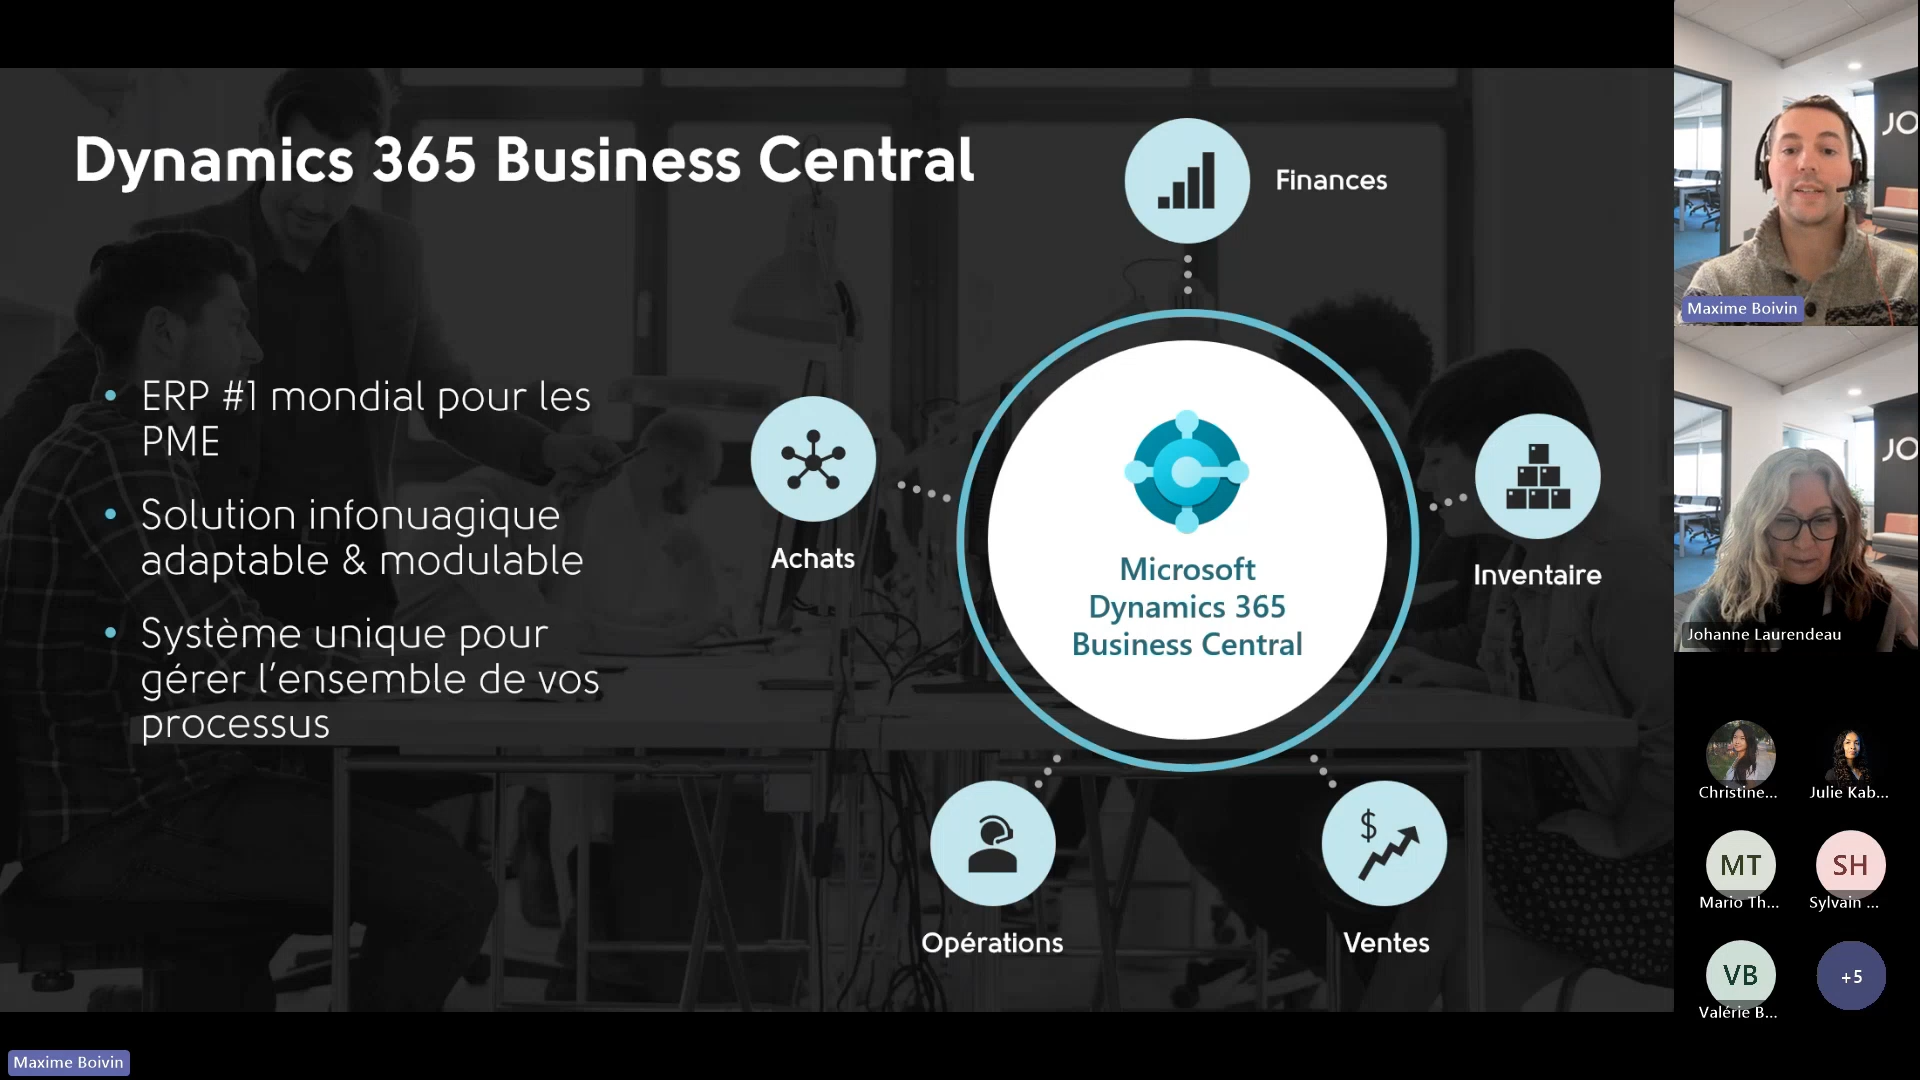 Dynamics 365 Business Central
• ERP #1 mondial pour les
PME
• Solution infonuagique
adaptable & modulable
• Système unique pour
gérer l'ensemble de vos
processus
Finances
Achats
Microsoft
Dynamics 365
Business Central
Inventaire
Opérations
Ventes
JO
Maxime Boivin
JO
Johanne Laurendeau
Christine...
Julie Kab...
MT
Mario Th...
SH
Sylvain ...
VB
Valérie B...
+5
Maxime Boivin